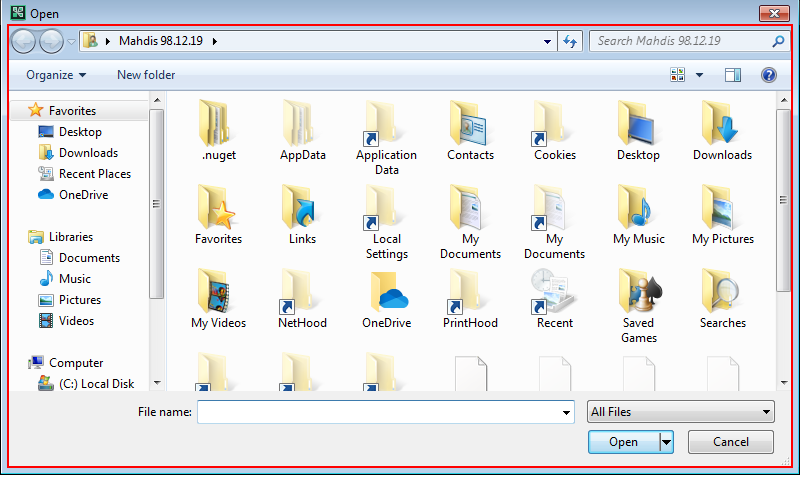 Open
Mahdis 98.12.19
Search Mahdis 98.12.19
Organize
New folder
Favorites
Desktop
Downloads
Recent Places
OneDrive
Libraries
Documents
Music
Pictures
Videos
Computer
(C:) Local Disk
.nuget
AppData
Application
Data
Contacts
Cookies
Desktop
Downloads
Favorites
Links
Local
Settings
My
Documents
My
Documents
My Music
My Pictures
My Videos
NetHood
OneDrive
PrintHood
Recent
Saved
Games
Searches
File name:
All Files
Open
Cancel